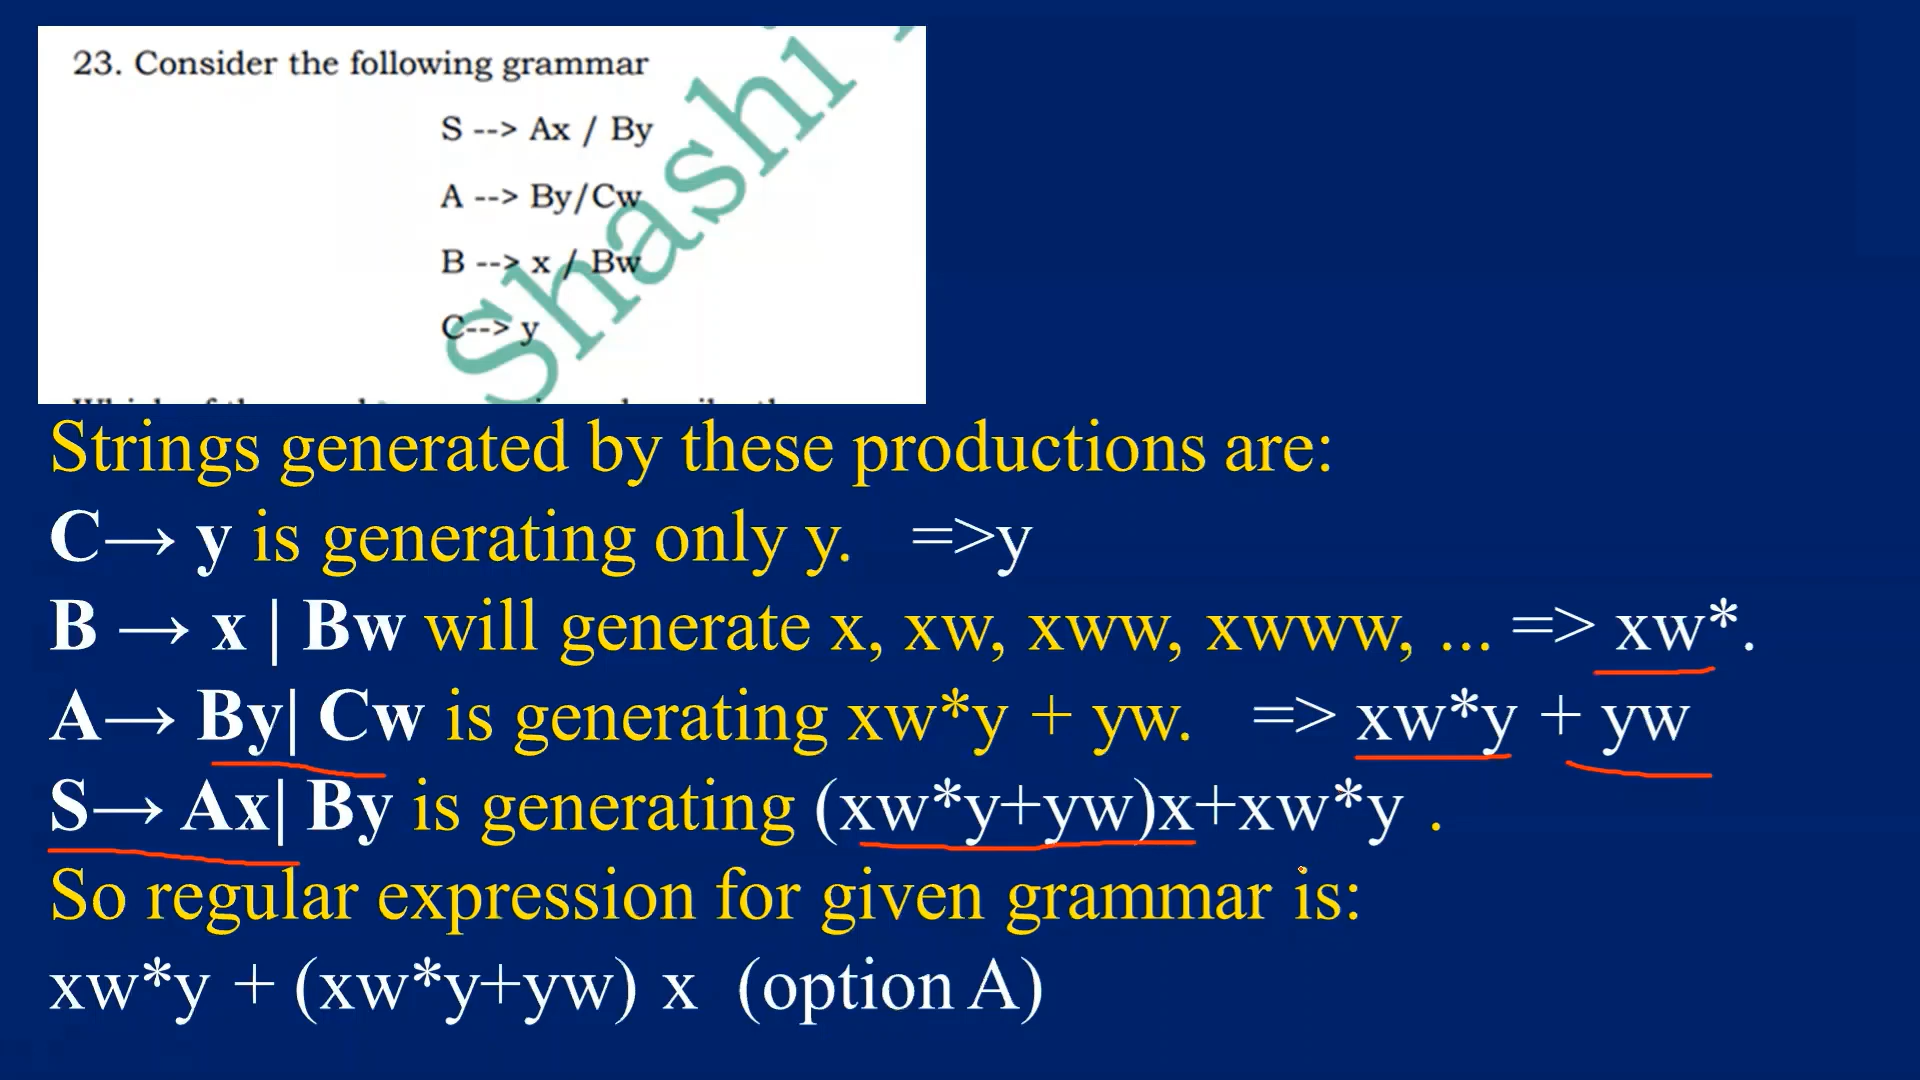 23. Consider the following grammar
S --> Ax / By
A --> By/Cw
B --> x / Bw
C--> y
Shashi
Strings generated by these productions are:
C→ y is generating only y. =>y
B → x | Bw will generate x, xw, xww, xwww, ... => xw*.
A→ By| Cw is generating xw*y + yw. => xw*y + yw
S→ Ax| By is generating (xw*y+yw)x+xw*y .
So regular expression for given grammar is:
xw*y + (xw*y+yw) x (option A)